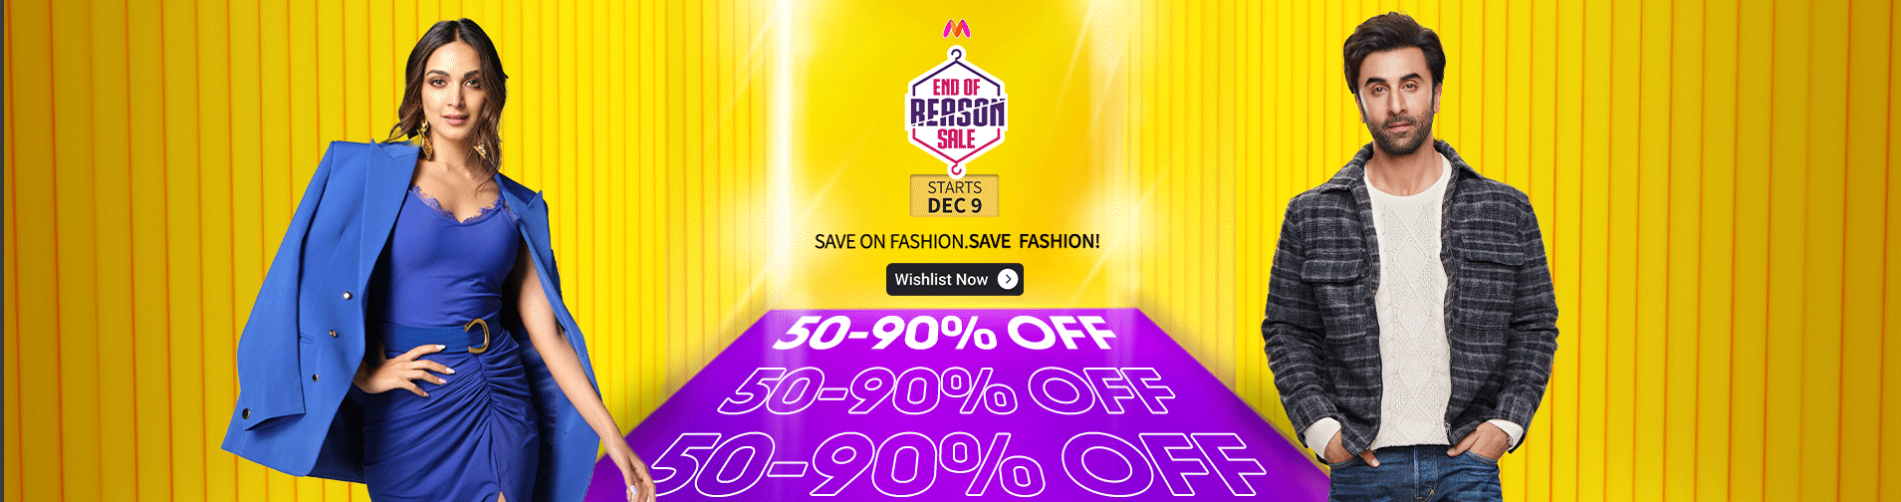 END OF
REASON
SALE
STARTS
DEC 9
SAVE ON FASHION.SAVE FASHION!
Wishlist Now
50-90% OFF
50-90% OFF
50-90% OFF